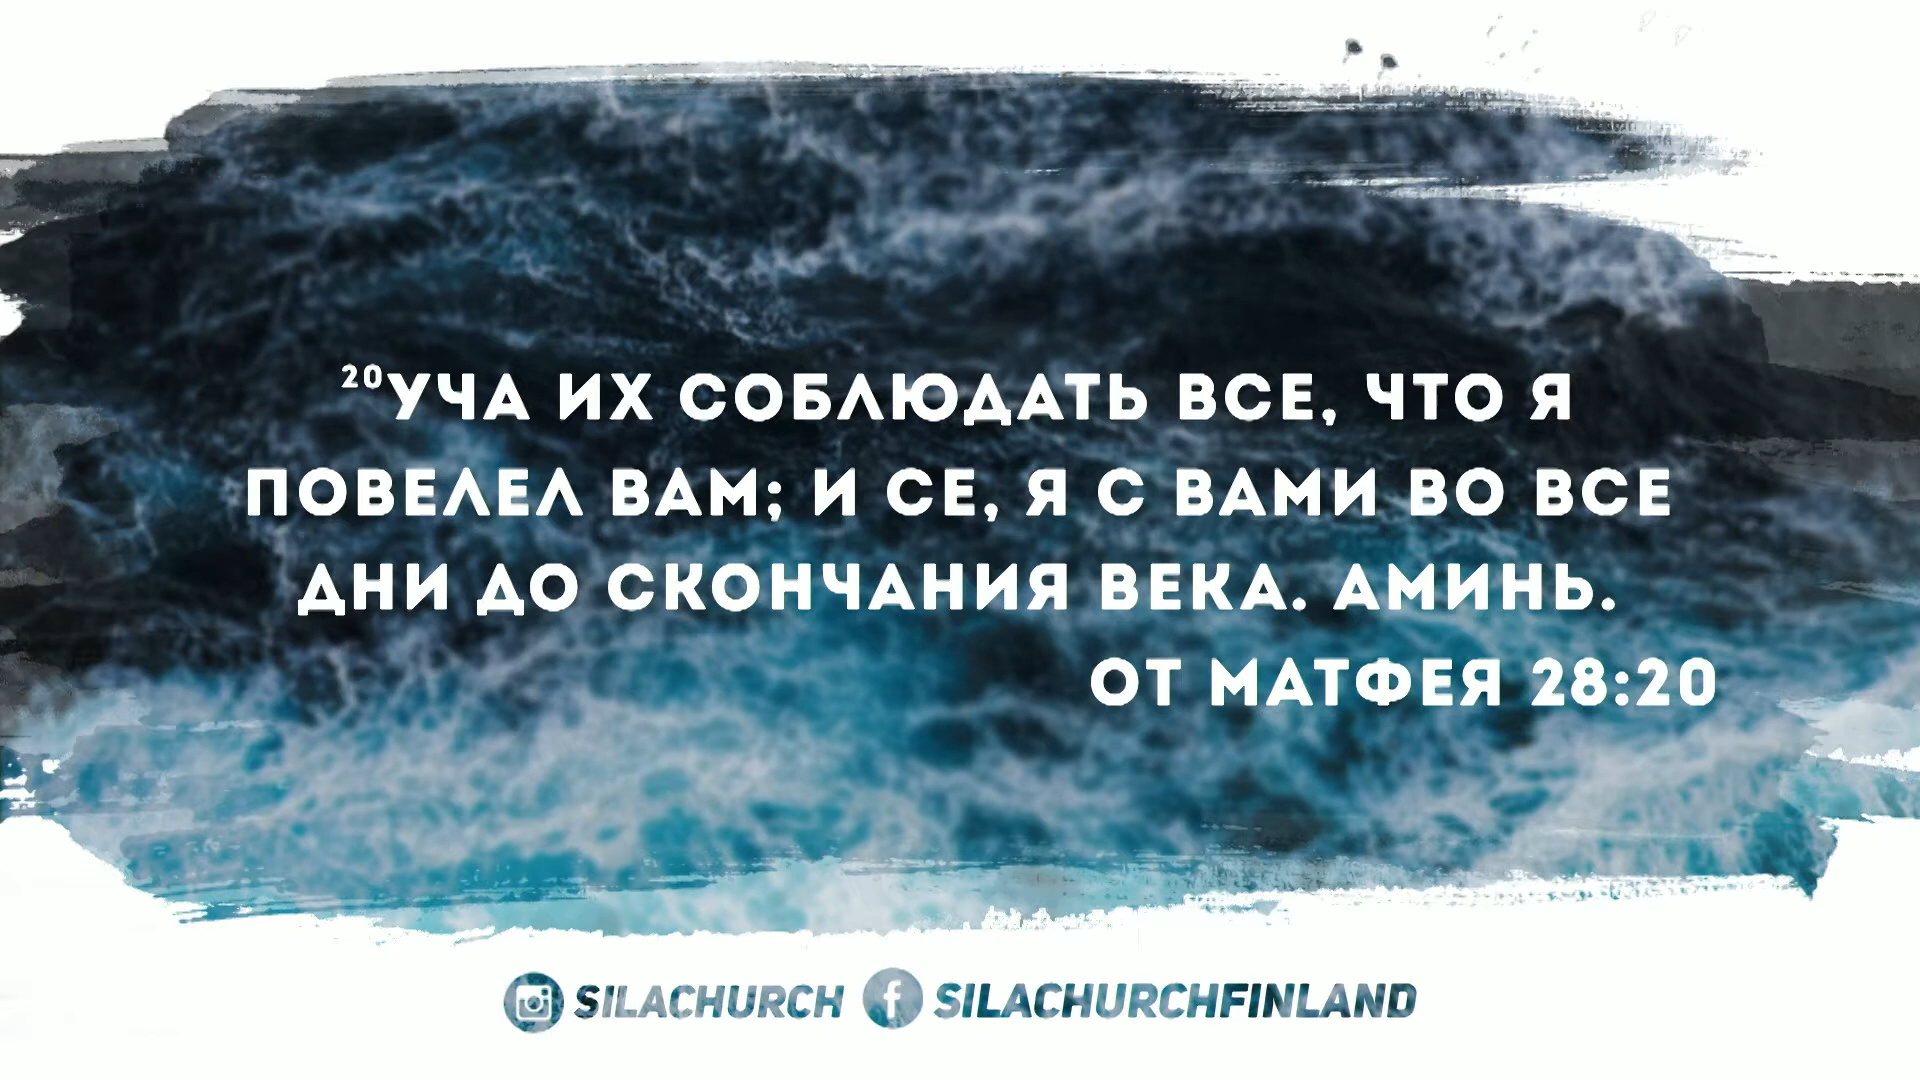 ²⁰УЧА ИХ СОБЛЮДАТЬ ВСЕ, ЧТО Я
ПОВЕЛЕЛ ВАМ; И СЕ, Я С ВАМИ ВО ВСЕ
ДНИ ДО СКОНЧАНИЯ ВЕКА. АМИНЬ.
ОТ МАТФЕЯ 28:20
SILACHURCH SILACHURCHFINLAND